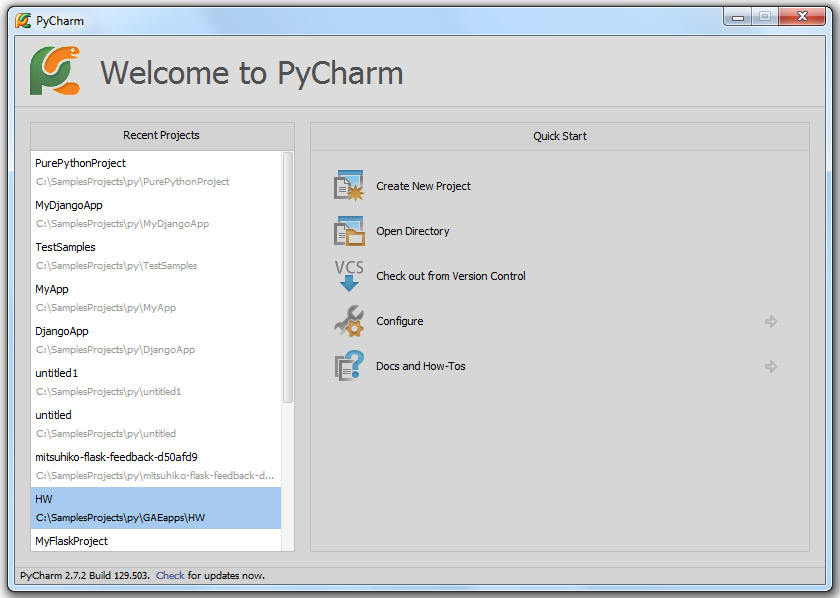 PyCharm
Welcome to PyCharm
Recent Projects
PurePythonProject
C:\SamplesProjects\py\PurePythonProject
MyDjangoApp
C:\SamplesProjects\py\MyDjangoApp
TestSamples
C:\SamplesProjects\py\TestSamples
MyApp
C:\SamplesProjects\py\MyApp
DjangoApp
C:\SamplesProjects\py\DjangoApp
untitled1
C:\SamplesProjects\py\untitled1
untitled
C:\SamplesProjects\py\untitled
mitsuhiko-flask-feedback-d50afd9
C:\SamplesProjects\py\mitsuhiko-flask-feedback-d...
HW
C:\SamplesProjects\py\GAEapps\HW
MyFlaskProject
Quick Start
Create New Project
Open Directory
VCS
Check out from Version Control
Configure
Docs and How-Tos
PyCharm 2.7.2 Build 129.503. Check for updates now.